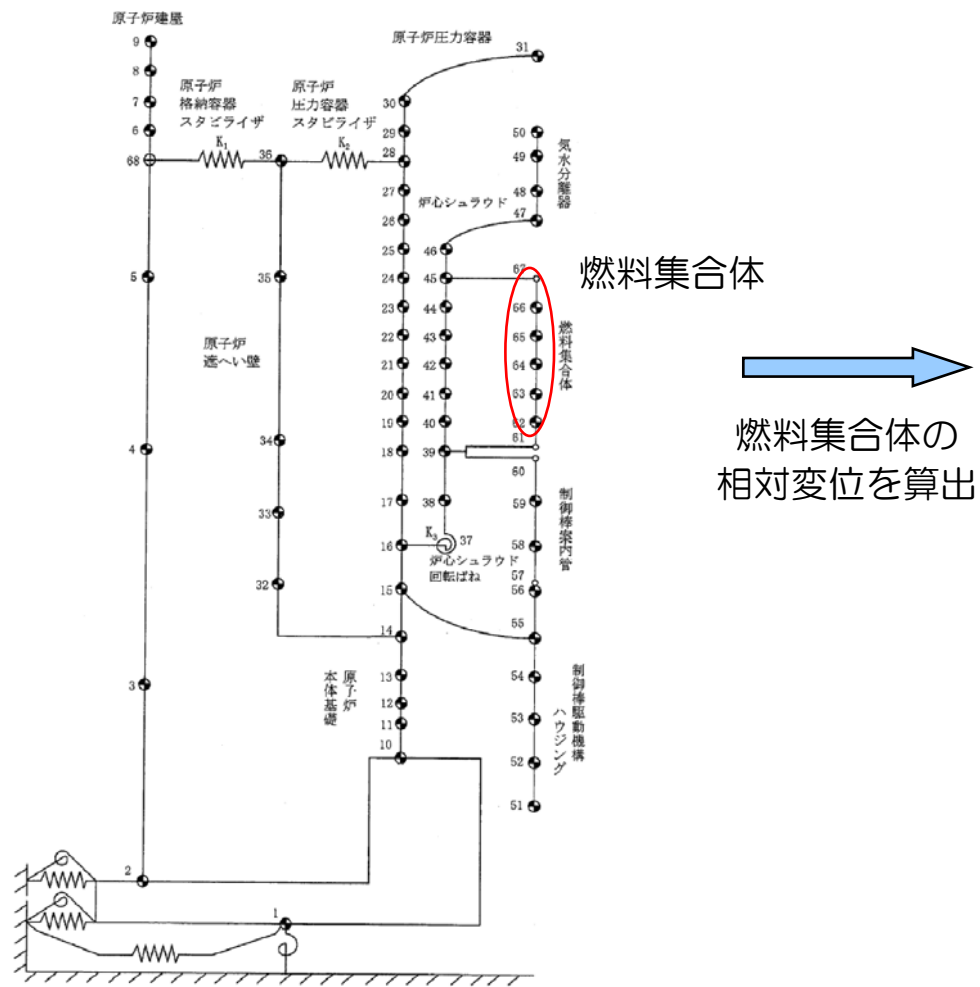 原子炉建屋
9
8
7
6
68
5
4
3
2
1
原子炉
格納容器
スタビライザ
K₁
原子炉
圧力容器
スタビライザ
K₂
36
35
34
33
32
原子炉
遮へい壁
原子炉圧力容器
31
30
29
28
27
26
25
24
23
22
21
20
19
18
17
16
15
14
13
12
11
10
原子炉
本体基礎
炉心シュラウド
46
45
44
43
42
41
40
39
38
37
K₃
炉心シュラウド
回転ばね
50
49
48
47
気水分離器
67
66
65
64
63
62
61
燃料集合体
60
59
58
57
56
55
制御棒案内管
54
53
52
51
制御棒駆動機構
ハウジング
燃料集合体
燃料集合体の
相対変位を算出